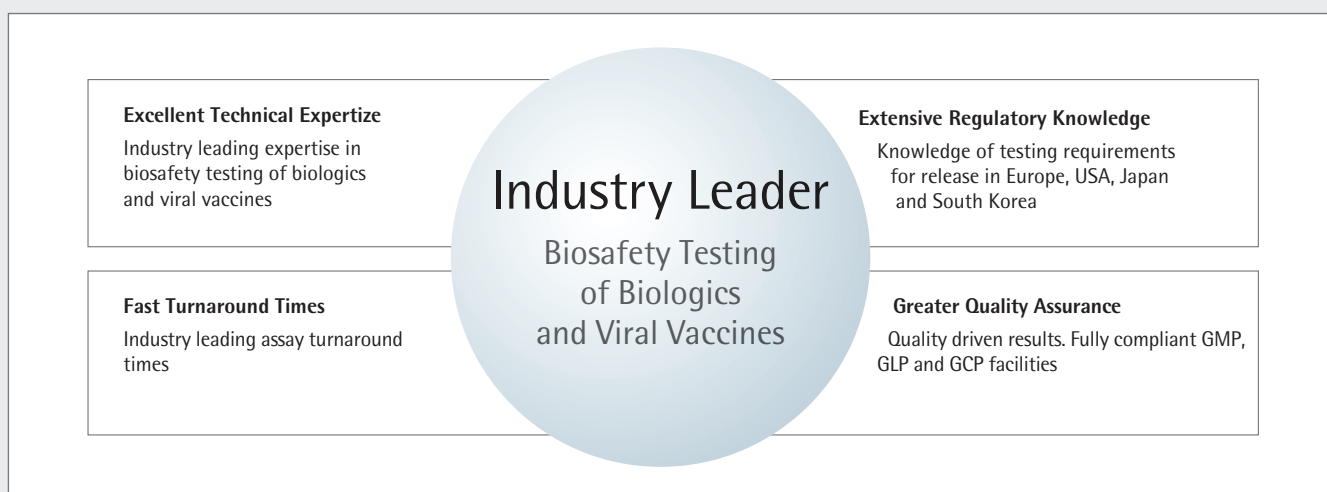 Excellent Technical Expertize
Industry leading expertise in
biosafety testing of biologics
and viral vaccines
Industry Leader
Biosafety Testing
of Biologics
and Viral Vaccines
Extensive Regulatory Knowledge
Knowledge of testing requirements
for release in Europe, USA, Japan
and South Korea
Fast Turnaround Times
Industry leading assay turnaround
times
Greater Quality Assurance
Quality driven results. Fully compliant GMP,
GLP and GCP facilities